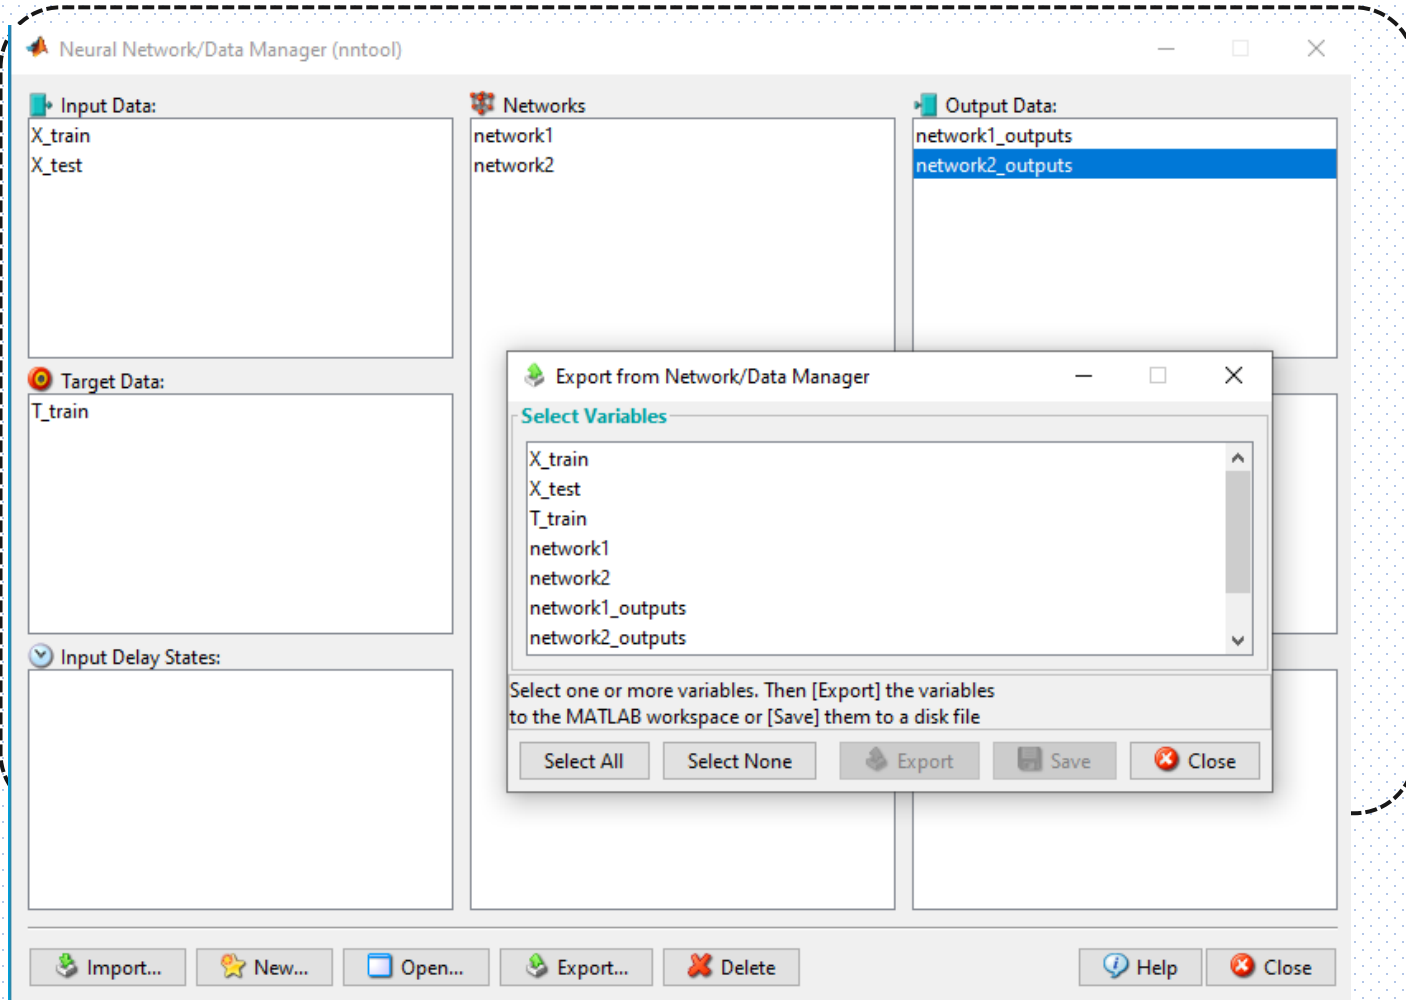 Neural Network/Data Manager (nntool)
Input Data:
X_train
X_test
Networks
network1
network2
Output Data:
network1_outputs
network2_outputs
Target Data:
T_train
Input Delay States:
Export from Network/Data Manager
Select Variables
X_train
X_test
T_train
network1
network2
network1_outputs
network2_outputs
Select one or more variables. Then [Export] the variables
to the MATLAB workspace or [Save] them to a disk file
Select All
Select None
Export
Save
Close
Import...
New...
Open...
Export...
Delete
Help
Close